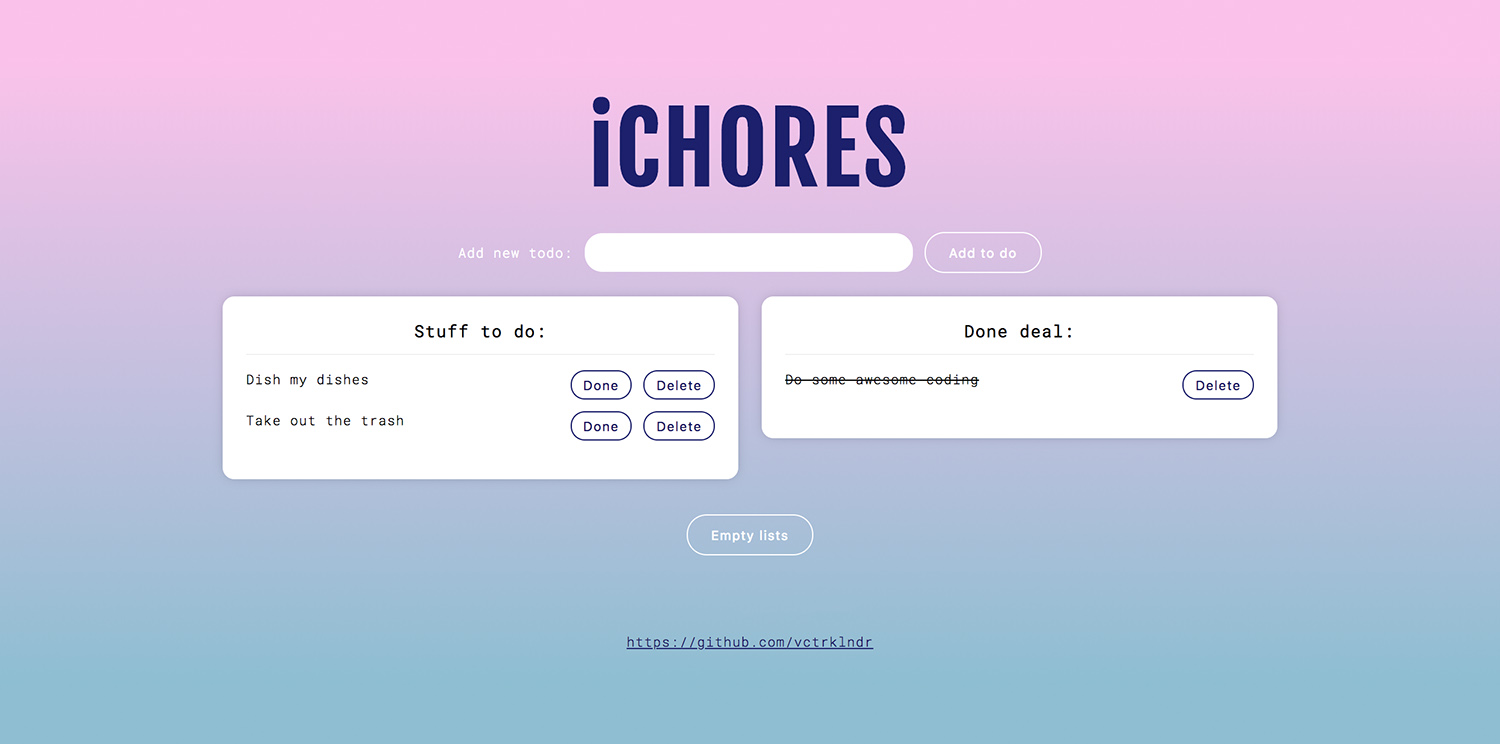 iCHORES
Add new todo: Add to do
Stuff to do:
Dish my dishes Done Delete
Take out the trash Done Delete
Done deal:
Do some awesome coding Delete
Empty lists
https://github.com/vctrklndr